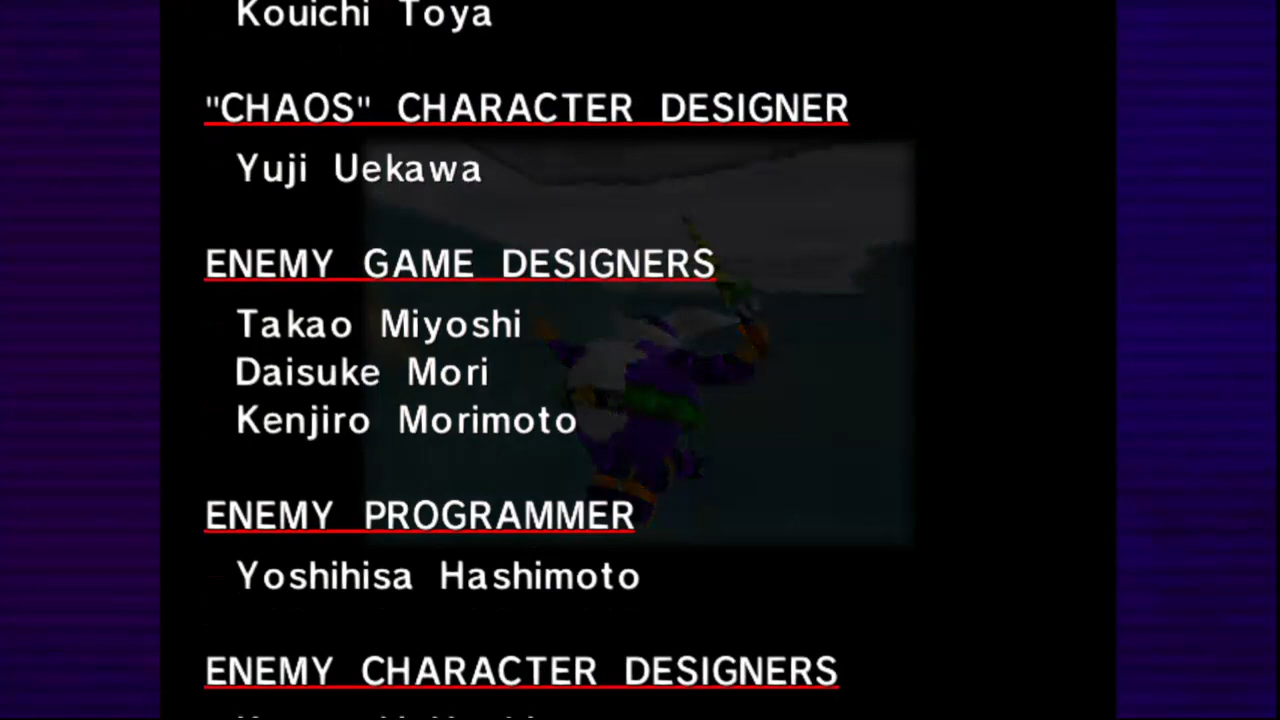 Kouichi Toya
"CHAOS" CHARACTER DESIGNER
Yuji Uekawa
ENEMY GAME DESIGNERS
Takao Miyoshi
Daisuke Mori
Kenjiro Morimoto
ENEMY PROGRAMMER
Yoshihisa Hashimoto
ENEMY CHARACTER DESIGNERS